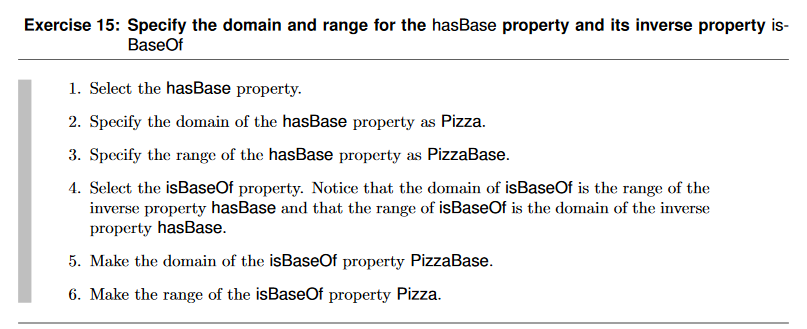 Exercise 15: Specify the domain and range for the hasBase property and its inverse property is-
BaseOf
1. Select the hasBase property.
2. Specify the domain of the hasBase property as Pizza.
3. Specify the range of the hasBase property as PizzaBase.
4. Select the isBaseOf property. Notice that the domain of isBaseOf is the range of the
inverse property hasBase and that the range of isBaseOf is the domain of the inverse
property hasBase.
5. Make the domain of the isBaseOf property PizzaBase.
6. Make the range of the isBaseOf property Pizza.